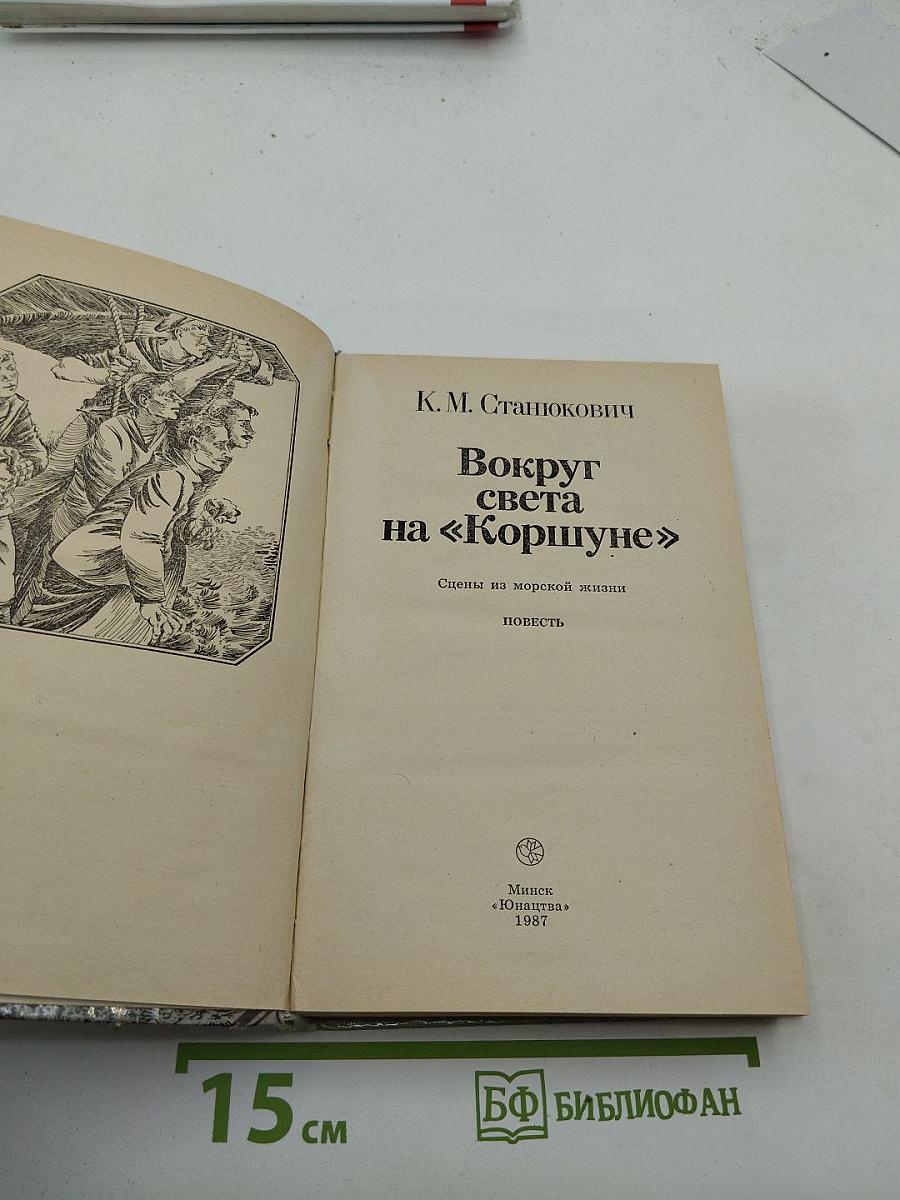 К. М. Станюкович
Вокруг
света
на «Коршуне»
Сцены из морской жизни
ПОВЕСТЬ
Минск
«Юнацтва»
1987
15 см
БФ БИБЛИОФАН